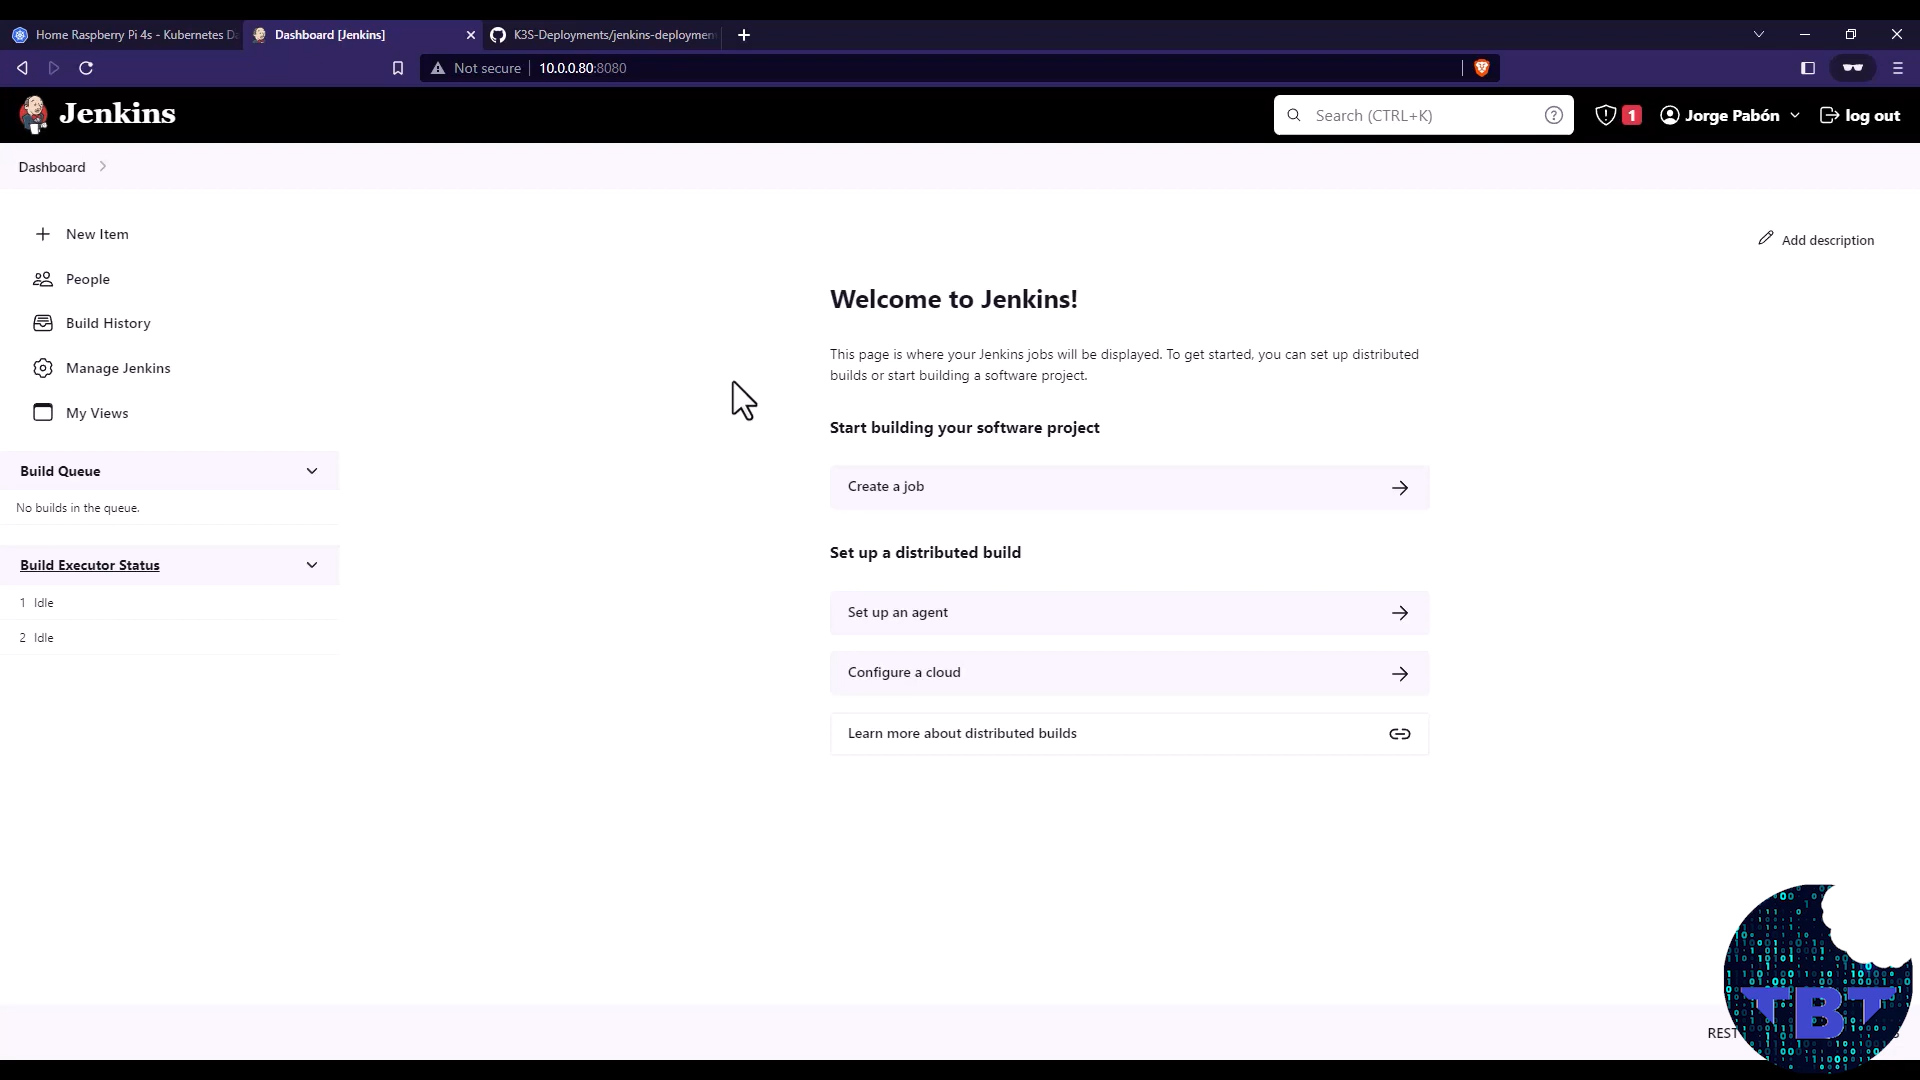 Home Raspberry Pi 4s - Kubernetes D
Dashboard [Jenkins]
K3S-Deployments/jenkins-deploymen
Not secure
10.0.0.80:8080
Jenkins
Search (CTRL+K)
1
Jorge Pabón
log out
Dashboard
New Item
Add description
People
Build History
Manage Jenkins
My Views
Welcome to Jenkins!
This page is where your Jenkins jobs will be displayed. To get started, you can set up distributed
builds or start building a software project.
Start building your software project
Create a job
Build Queue
No builds in the queue.
Set up a distributed build
Build Executor Status
1 Idle
2 Idle
Set up an agent
Configure a cloud
Learn more about distributed builds
REST
TBT